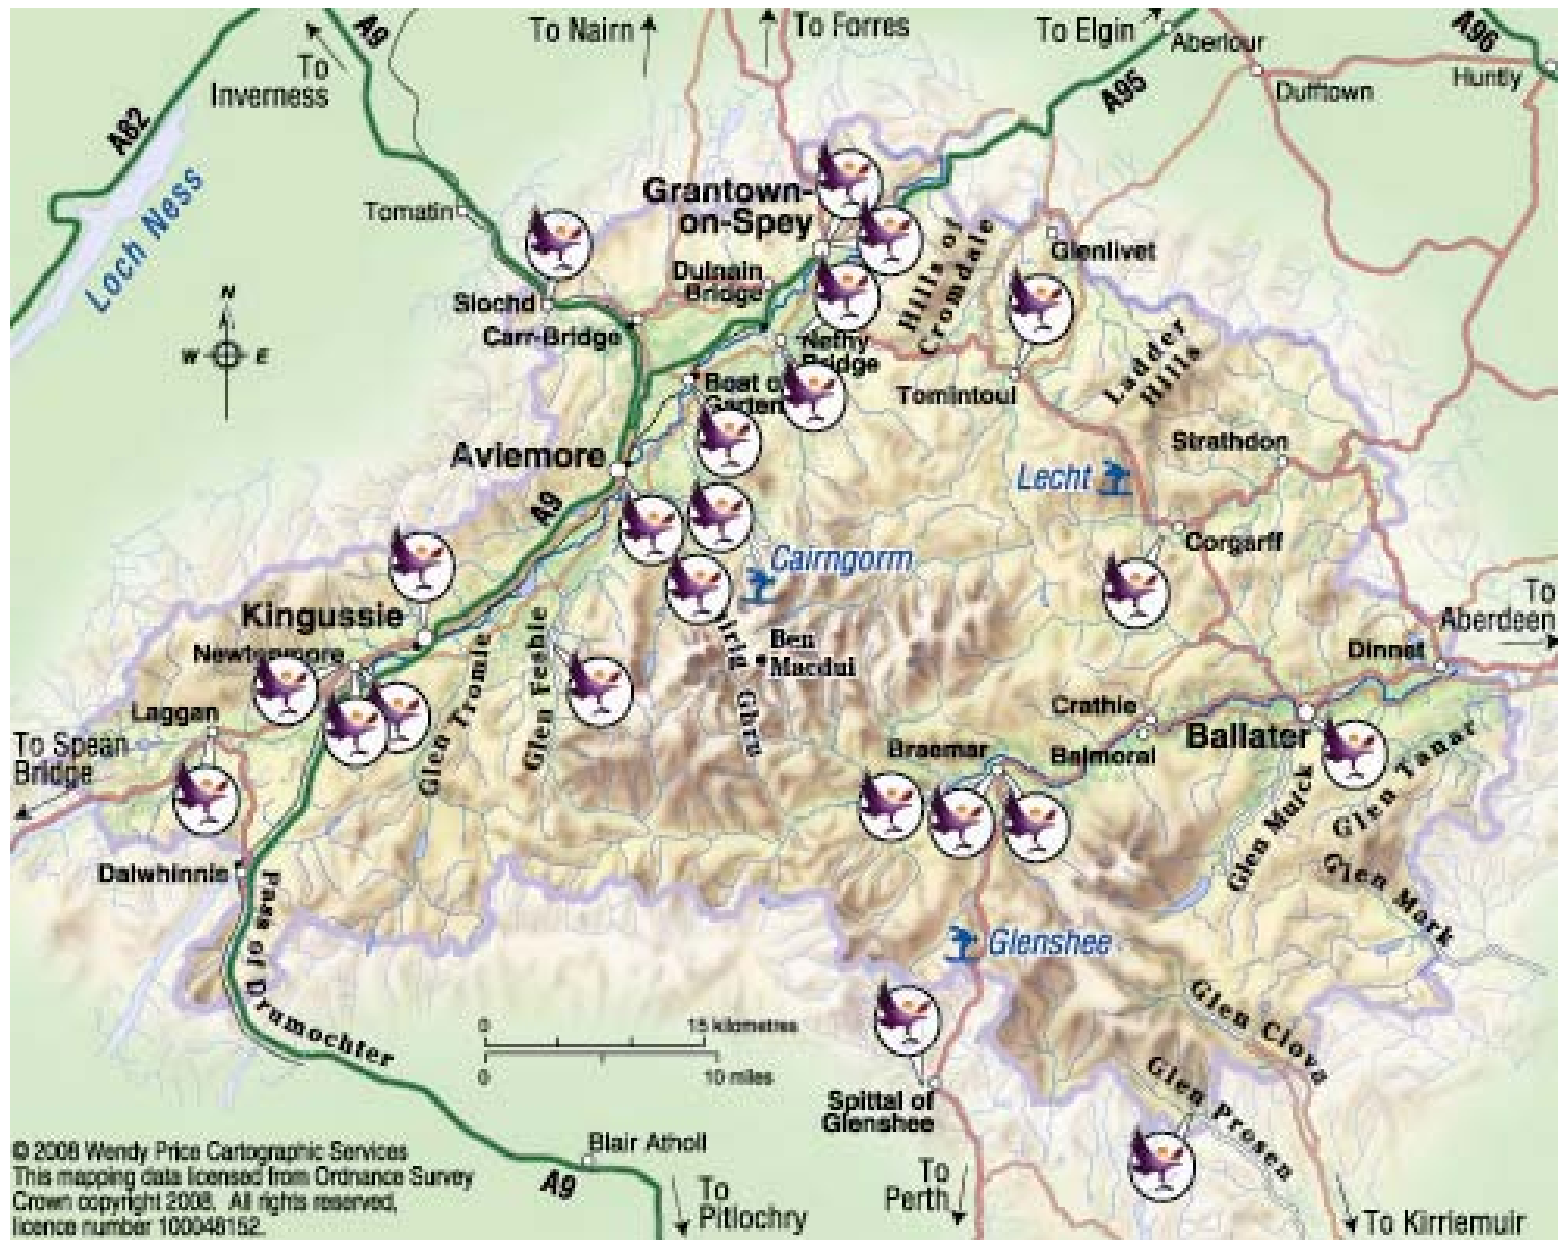 A9
To Nairn
To Forres
To Elgin
Aberlour
A96
To
Inverness
A82
A95
Dufftown
Huntly
Loch Ness
Tomatin
Grantown-
on-Spey
Hills of
Cromdale
Glenlivet
Dulnain
Bridge
N
W E
Slochd
Carr-Bridge
Nethy
Bridge
Ladder
Hills
Boat o
Garten
Tomintoul
Aviemore
Strathdon
Lecht
A9
Corgarff
Cairngorm
To
Aberdeen
Kingussie
Newtonmore
Glen Tromie
Glen Feshie
Ghru
Ben
Macdui
Dinnet
Laggan
Crathie
To Spean
Bridge
Braemar
Balmoral
Ballater
Glen Tanar
Glen Muick
Glen Mark
Dalwhinnie
Pass of Drumochter
Glenshee
Glen Clova
0 15 kilometres
0 10 miles
Glen Prosen
Spittal of
Glenshee
© 2008 Wendy Price Cartographic Services
This mapping data licensed from Ordnance Survey
Crown copyright 2008. All rights reserved,
licence number 100048152.
Blair Atholl
A9
To
Pitlochry
To
Perth
To Kirriemuir